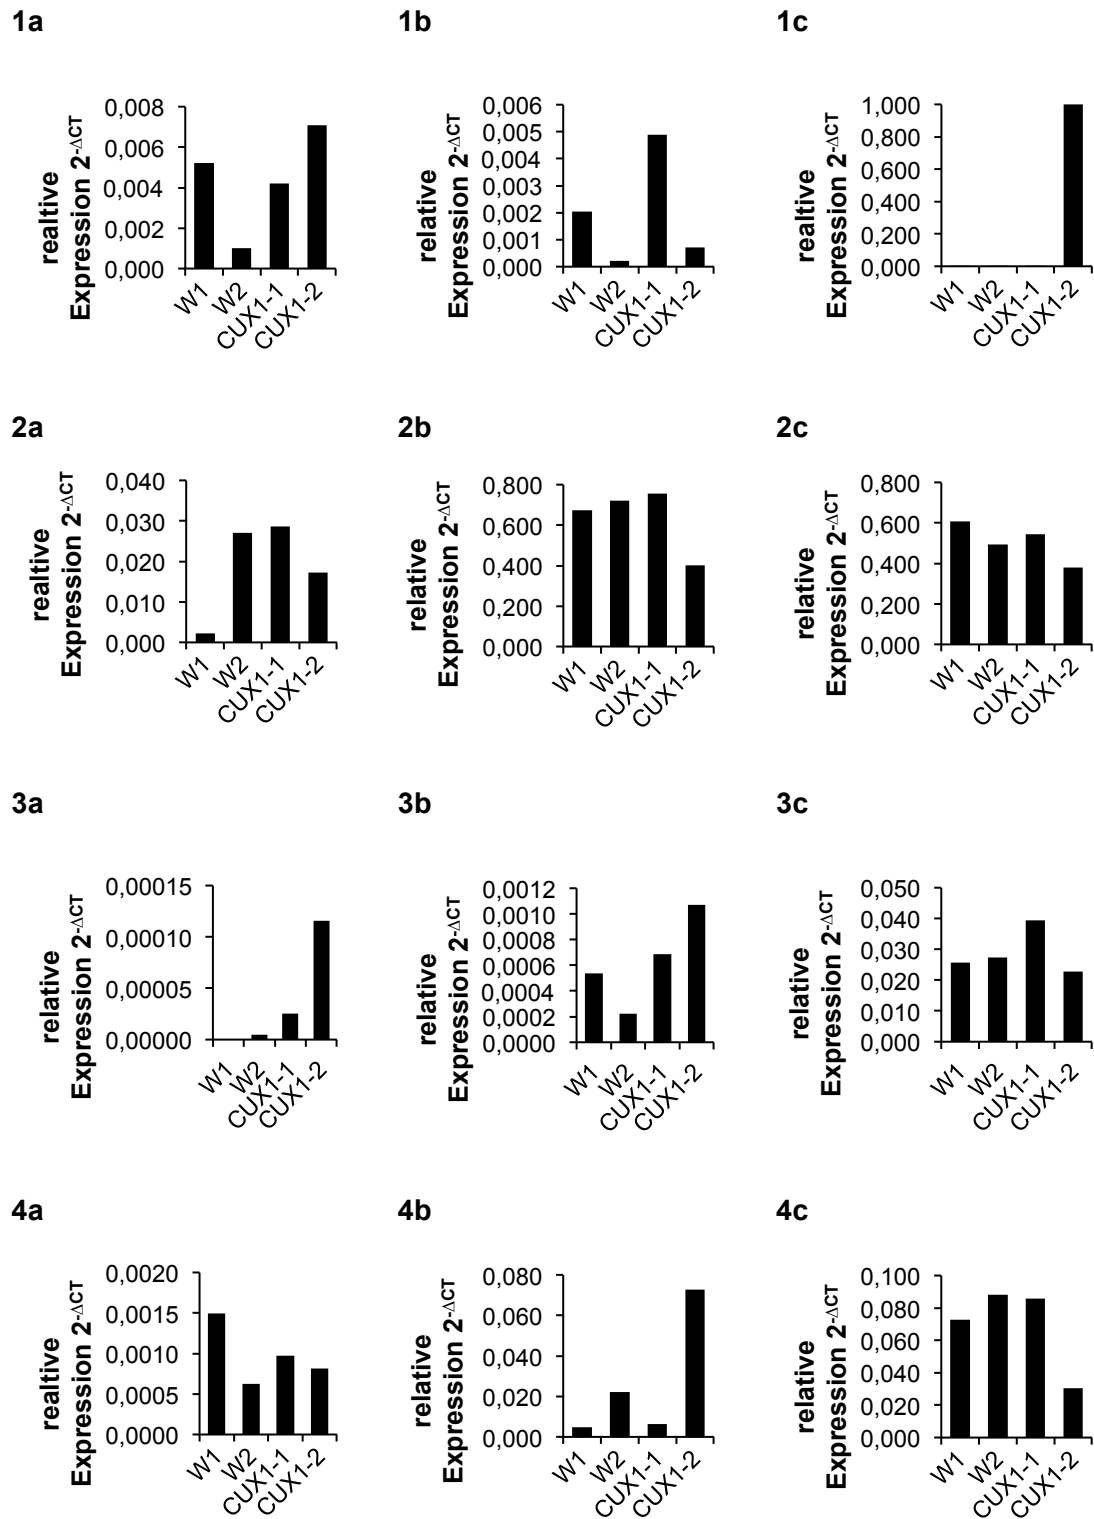 1a
1b
1c
realtive
Expression 2-ΔCT
0,008
0,006
0,004
0,002
0,000
W1
W2
CUX1-1
CUX1-2
relative
Expression 2-ΔCT
0,006
0,005
0,004
0,003
0,002
0,001
0,000
W1
W2
CUX1-1
CUX1-2
realtive
Expression 2-ΔCT
1,000
0,800
0,600
0,400
0,200
0,000
W1
W2
CUX1-1
CUX1-2
2a
2b
2c
realtive
Expression 2-ΔCT
0,040
0,030
0,020
0,010
0,000
W1
W2
CUX1-1
CUX1-2
relative
Expression 2-ΔCT
0,800
0,600
0,400
0,200
0,000
W1
W2
CUX1-1
CUX1-2
relative
Expression 2-ΔCT
0,800
0,600
0,400
0,200
0,000
W1
W2
CUX1-1
CUX1-2
3a
3b
3c
relative
Expression 2-ΔCT
0,00015
0,00010
0,00005
0,00000
W1
W2
CUX1-1
CUX1-2
relative
Expression 2-ΔCT
0,0012
0,0010
0,0008
0,0006
0,0004
0,0002
0,0000
W1
W2
CUX1-1
CUX1-2
relative
Expression 2-ΔCT
0,050
0,040
0,030
0,020
0,010
0,000
W1
W2
CUX1-1
CUX1-2
4a
4b
4c
realtive
Expression 2-ΔCT
0,0020
0,0015
0,0010
0,0005
0,0000
W1
W2
CUX1-1
CUX1-2
relative
Expression 2-ΔCT
0,080
0,060
0,040
0,020
0,000
W1
W2
CUX1-1
CUX1-2
relative
Expression 2-ΔCT
0,100
0,080
0,060
0,040
0,020
0,000
W1
W2
CUX1-1
CUX1-2